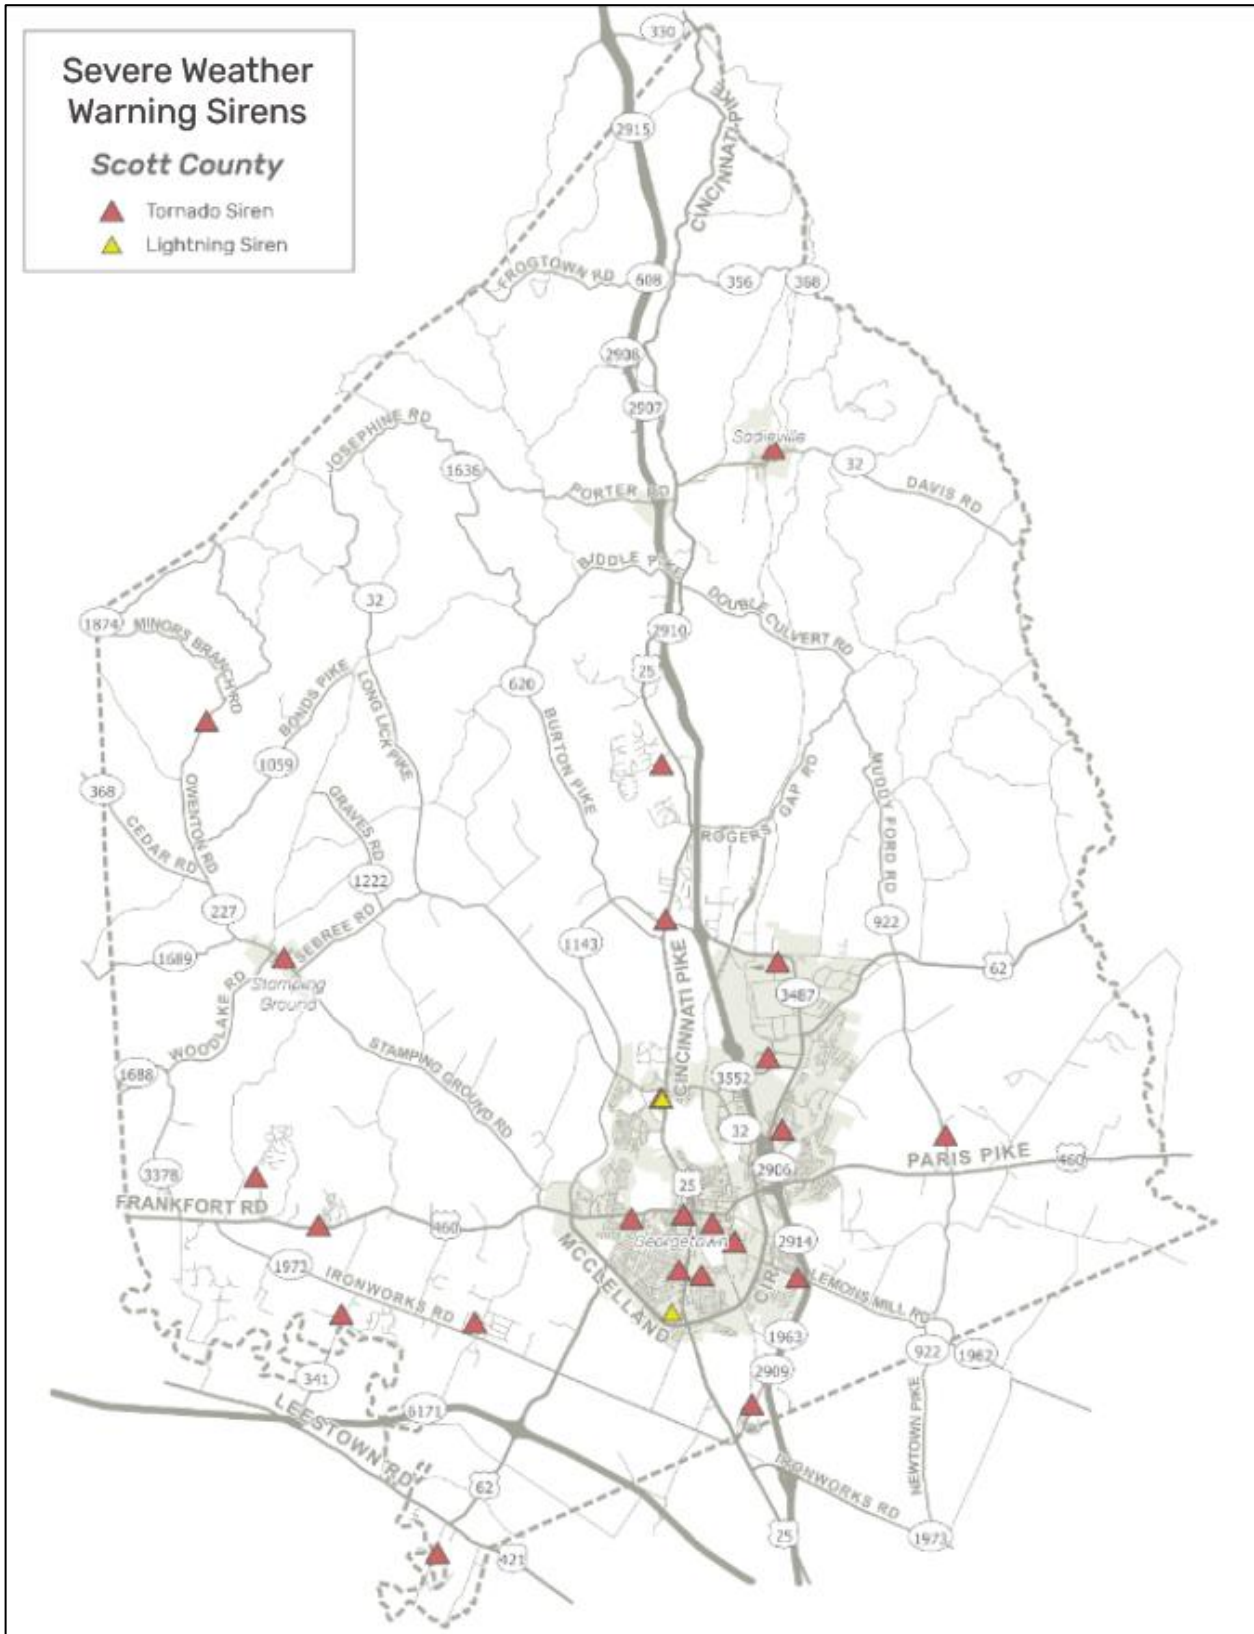 Severe Weather
Warning Sirens
Scott County
Tornado Siren
Lightning Siren
330
2915
CINCINNATI PIKE
FROGTOWN RD
608
356
368
2908
2907
JOSEPHINE RD
1636
Sadieville
32
DAVIS RD
PORTER RD
BIDDLE PIKE
DOUBLE CULVERT RD
32
1874
MINORS BRANCH RD
2910
25
BONDS PIKE
LONG LICK PIKE
620
BURTON PIKE
1059
368
OWENTON RD
CEDAR RD
GRAVES RD
ROGERS GAP RD
MUDDY FORD RD
1222
227
SEBREE RD
922
1143
1689
62
Stamping
Ground
WOODLAKE RD
CINCINNATI PIKE
3487
STAMPING GROUND RD
1688
3552
32
3378
2906
PARIS PIKE
460
25
FRANKFORT RD
460
Georgetown
2914
MCCLELLAND
CIR
1973
IRONWORKS RD
LEMONS MILL RD
1963
922
1962
2909
341
6171
LEESTOWN RD
NEWTOWN PIKE
IRONWORKS RD
62
25
1973
421